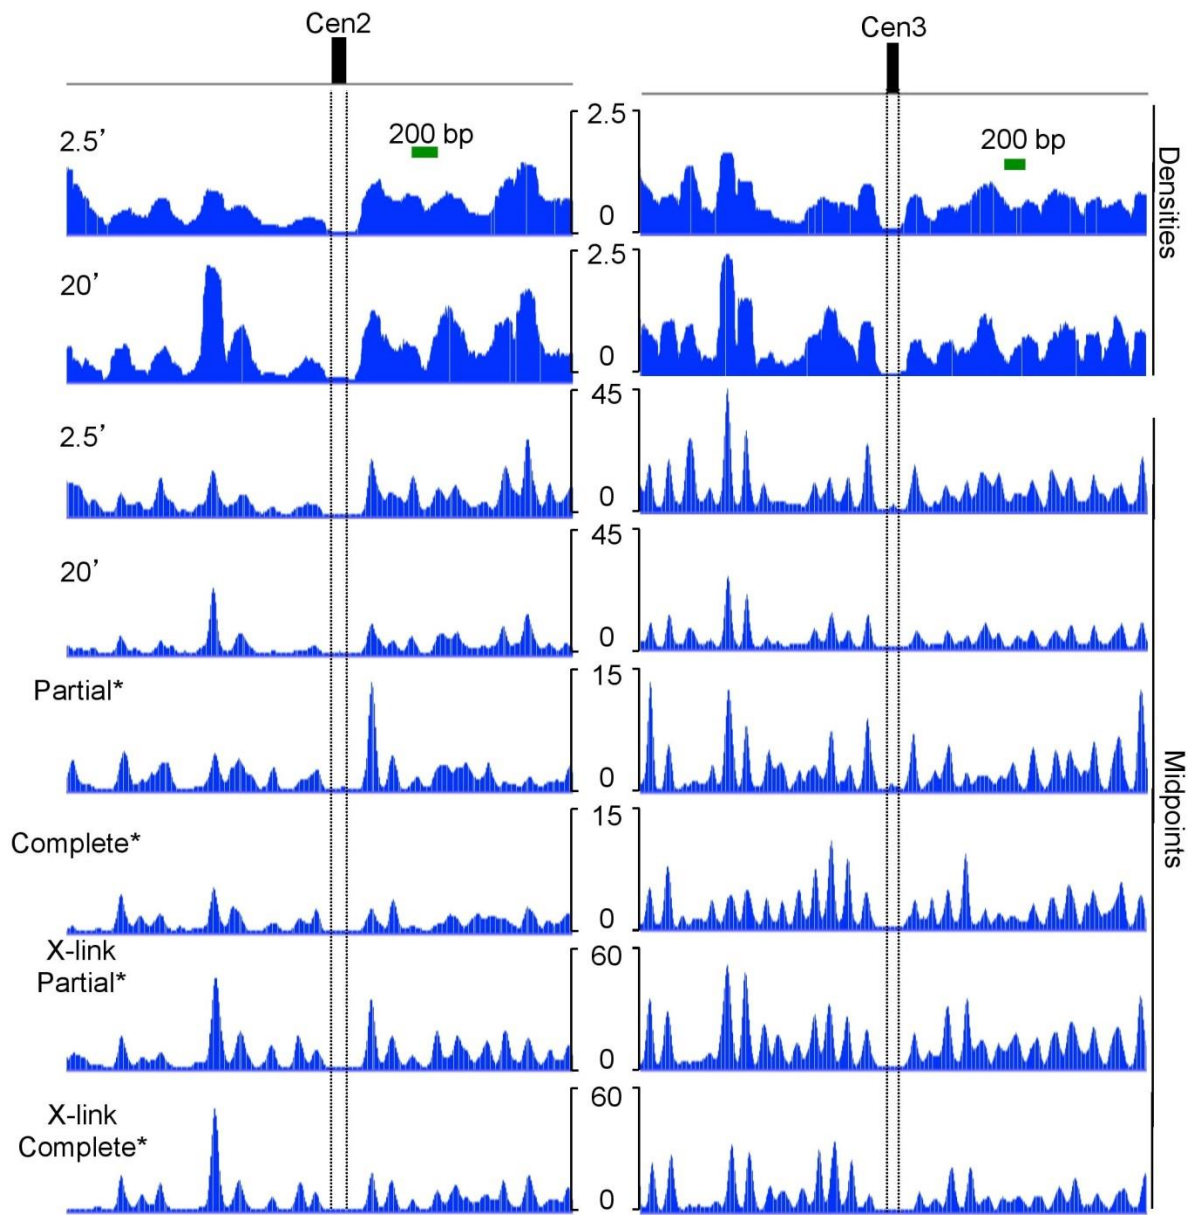 Cen2
Cen3
2.5’
200 bp
2.5
0
200 bp
Densities
20’
2.5
0
2.5’
45
0
20’
45
0
Partial*
15
0
Midpoints
Complete*
15
0
X-link
Partial*
60
0
X-link
Complete*
60
0